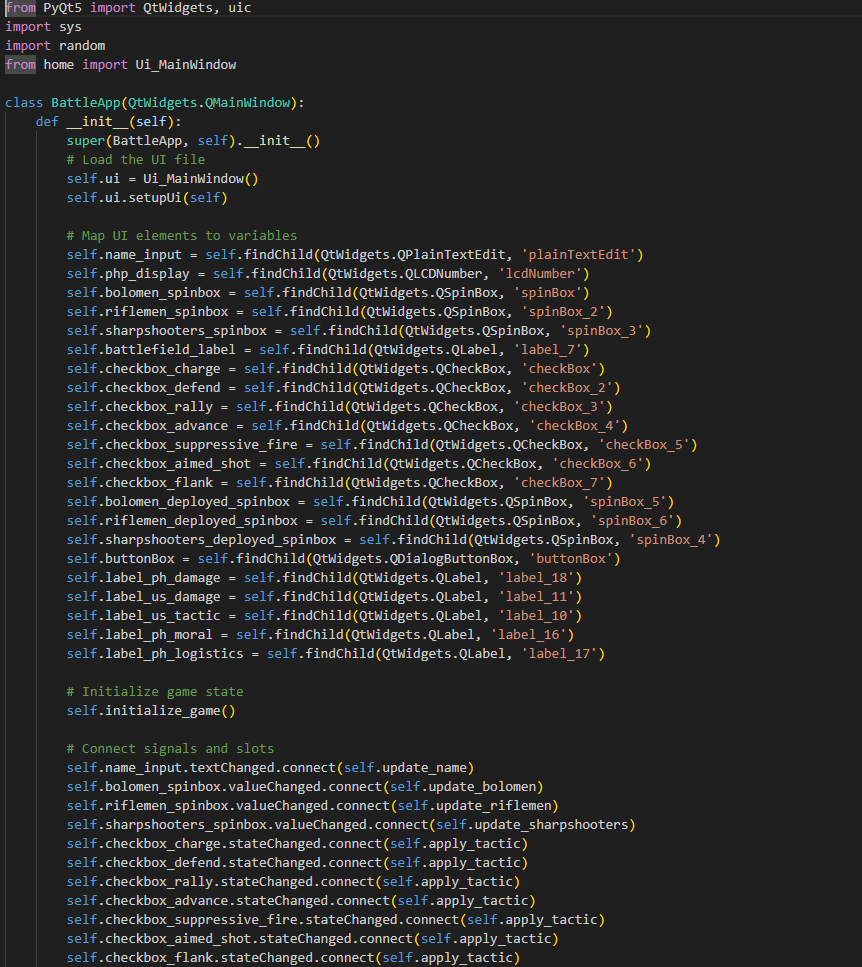 from PyQt5 import QtWidgets, uic
import sys
import random
from home import Ui_MainWindow
class BattleApp(QtWidgets.QMainWindow):
def __init__(self):
super(BattleApp, self).__init__()
# Load the UI file
self.ui = Ui_MainWindow()
self.ui.setupUi(self)
# Map UI elements to variables
self.name_input = self.findChild(QtWidgets.QPlainTextEdit, 'plainTextEdit')
self.php_display = self.findChild(QtWidgets.QLCDNumber, 'lcdNumber')
self.bolomen_spinbox = self.findChild(QtWidgets.QSpinBox, 'spinBox')
self.riflemen_spinbox = self.findChild(QtWidgets.QSpinBox, 'spinBox_2')
self.sharpshooters_spinbox = self.findChild(QtWidgets.QSpinBox, 'spinBox_3')
self.battlefield_label = self.findChild(QtWidgets.QLabel, 'label_7')
self.checkbox_charge = self.findChild(QtWidgets.QCheckBox, 'checkBox')
self.checkbox_defend = self.findChild(QtWidgets.QCheckBox, 'checkBox_2')
self.checkbox_rally = self.findChild(QtWidgets.QCheckBox, 'checkBox_3')
self.checkbox_advance = self.findChild(QtWidgets.QCheckBox, 'checkBox_4')
self.checkbox_suppressive_fire = self.findChild(QtWidgets.QCheckBox, 'checkBox_5')
self.checkbox_aimed_shot = self.findChild(QtWidgets.QCheckBox, 'checkBox_6')
self.checkbox_flank = self.findChild(QtWidgets.QCheckBox, 'checkBox_7')
self.bolomen_deployed_spinbox = self.findChild(QtWidgets.QSpinBox, 'spinBox_5')
self.riflemen_deployed_spinbox = self.findChild(QtWidgets.QSpinBox, 'spinBox_6')
self.sharpshooters_deployed_spinbox = self.findChild(QtWidgets.QSpinBox, 'spinBox_4')
self.buttonBox = self.findChild(QtWidgets.QDialogButtonBox, 'buttonBox')
self.label_ph_damage = self.findChild(QtWidgets.QLabel, 'label_18')
self.label_us_damage = self.findChild(QtWidgets.QLabel, 'label_11')
self.label_us_tactic = self.findChild(QtWidgets.QLabel, 'label_10')
self.label_ph_moral = self.findChild(QtWidgets.QLabel, 'label_16')
self.label_ph_logistics = self.findChild(QtWidgets.QLabel, 'label_17')
# Initialize game state
self.initialize_game()
# Connect signals and slots
self.name_input.textChanged.connect(self.update_name)
self.bolomen_spinbox.valueChanged.connect(self.update_bolomen)
self.riflemen_spinbox.valueChanged.connect(self.update_riflemen)
self.sharpshooters_spinbox.valueChanged.connect(self.update_sharpshooters)
self.checkbox_charge.stateChanged.connect(self.apply_tactic)
self.checkbox_defend.stateChanged.connect(self.apply_tactic)
self.checkbox_rally.stateChanged.connect(self.apply_tactic)
self.checkbox_advance.stateChanged.connect(self.apply_tactic)
self.checkbox_suppressive_fire.stateChanged.connect(self.apply_tactic)
self.checkbox_aimed_shot.stateChanged.connect(self.apply_tactic)
self.checkbox_flank.stateChanged.connect(self.apply_tactic)